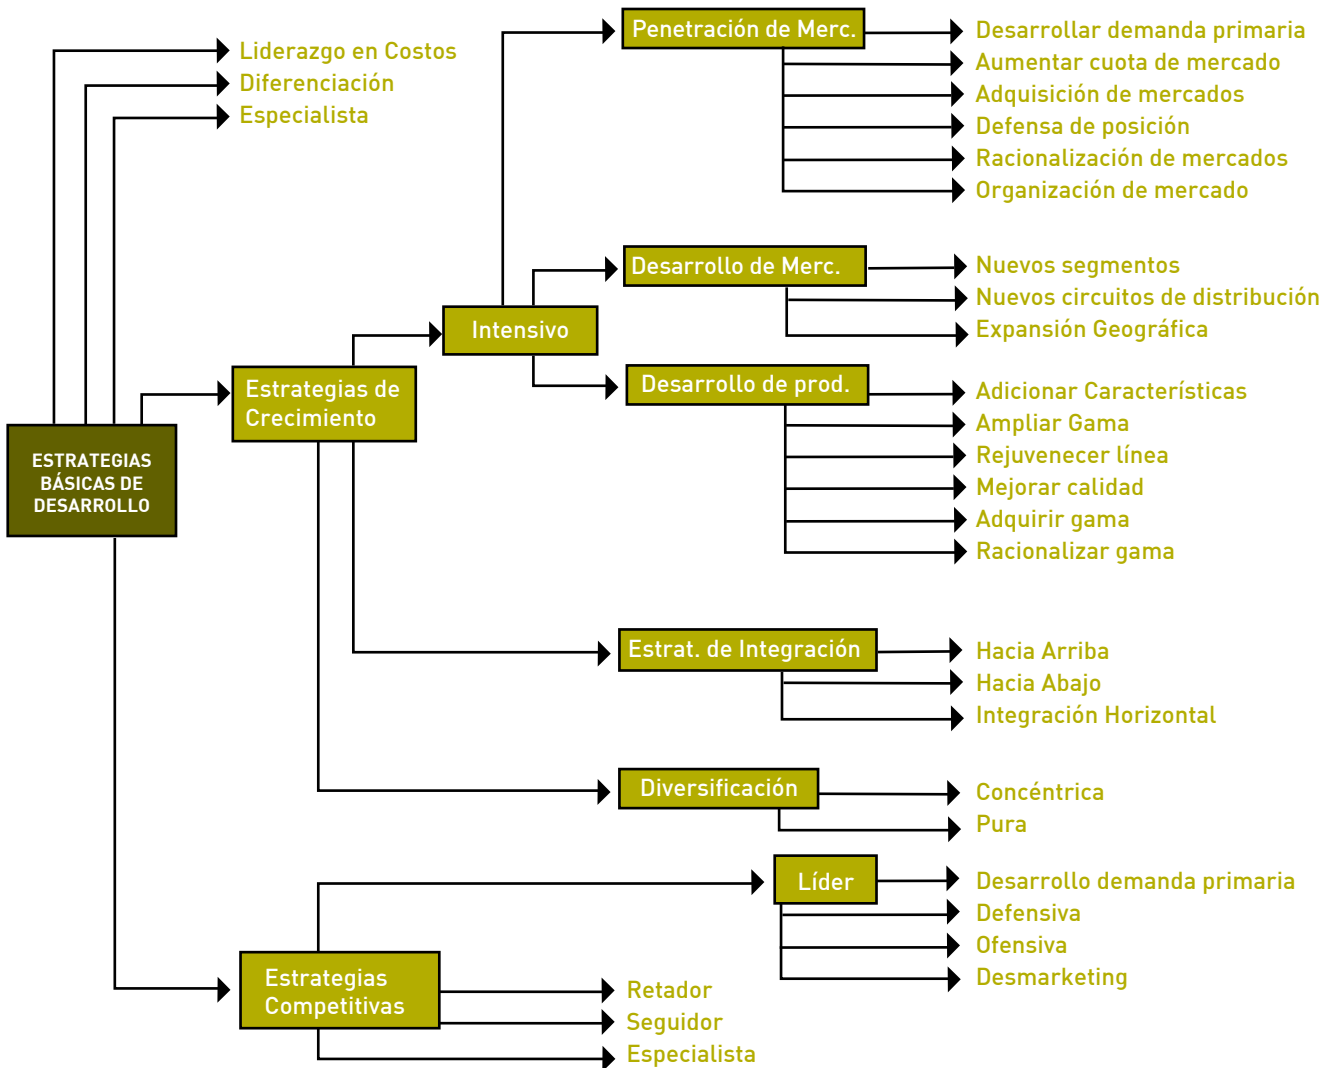 Liderazgo en Costos
Diferenciación
Especialista
Penetración de Merc.
Desarrollar demanda primaria
Aumentar cuota de mercado
Adquisición de mercados
Defensa de posición
Racionalización de mercados
Organización de mercado
Desarrollo de Merc.
Nuevos segmentos
Nuevos circuitos de distribución
Expansión Geográfica
Intensivo
Estrategias de
Crecimiento
Desarrollo de prod.
Adicionar Características
Ampliar Gama
Rejuvenecer línea
Mejorar calidad
Adquirir gama
Racionalizar gama
ESTRATEGIAS
BÁSICAS DE
DESARROLLO
Estrat. de Integración
Hacia Arriba
Hacia Abajo
Integración Horizontal
Diversificación
Concéntrica
Pura
Líder
Desarrollo demanda primaria
Defensiva
Ofensiva
Desmarketing
Estrategias
Competitivas
Retador
Seguidor
Especialista